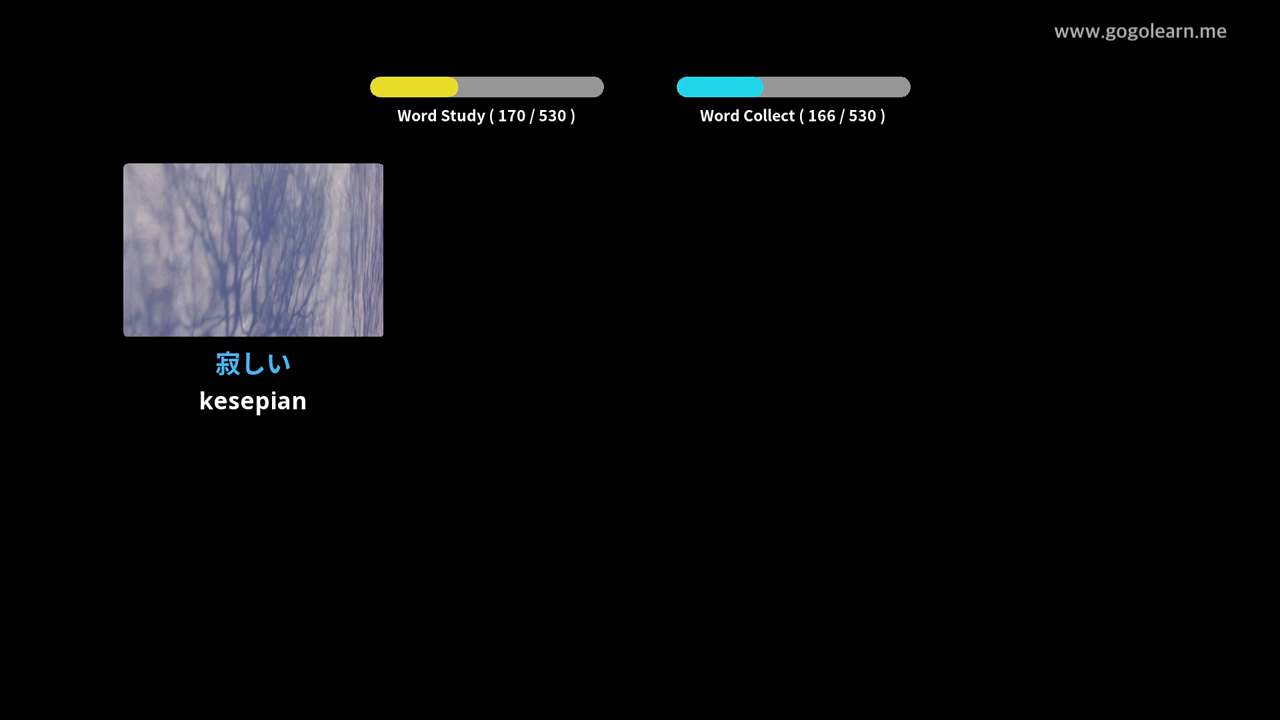 www.gogolearn.me
Word Study ( 170 / 530 )
Word Collect ( 166 / 530 )
寂しい
kesepian